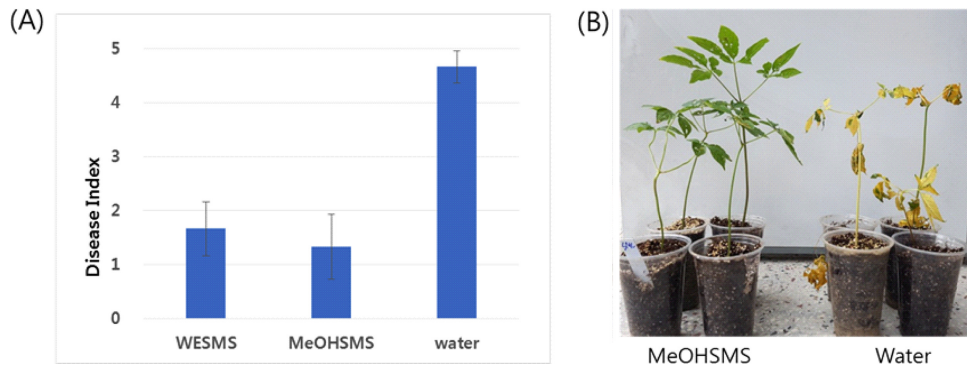 (A)
Disease Index
5
4
3
2
1
0
WESMS
MeOHSMS
water
(B)
MeOHSMS
Water